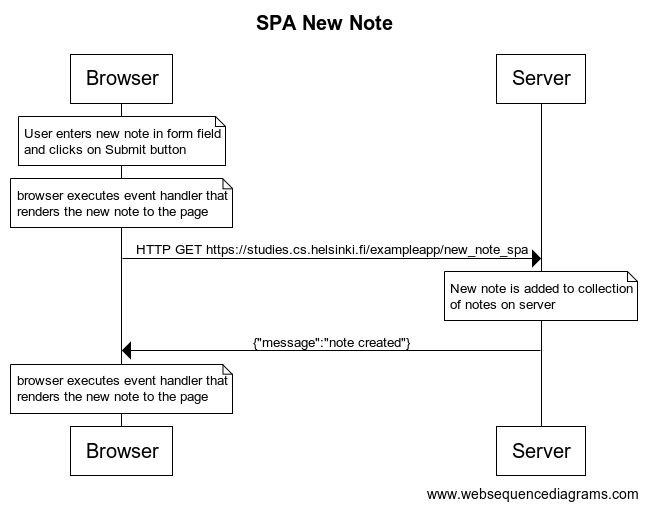 SPA New Note
Browser
Server
User enters new note in form field
and clicks on Submit button
browser executes event handler that
renders the new note to the page
HTTP GET https://studies.cs.helsinki.fi/exampleapp/new_note_spa
New note is added to collection
of notes on server
{"message":"note created"}
browser executes event handler that
renders the new note to the page
Browser
Server
www.websequencediagrams.com